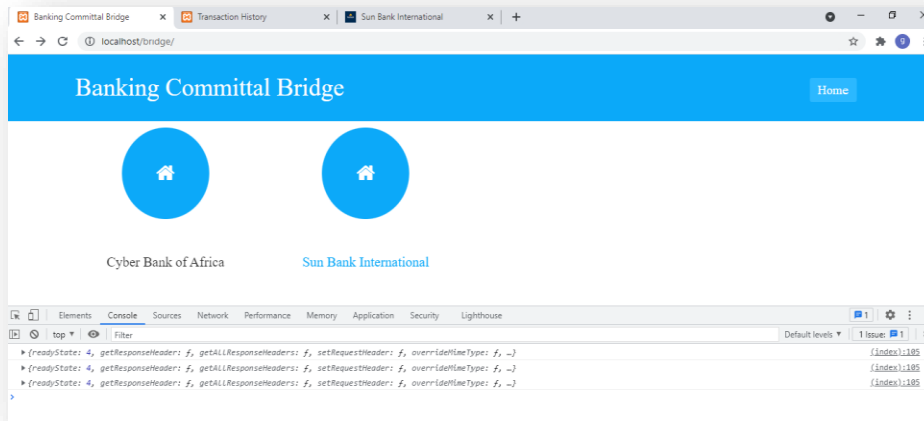 Banking Committal Bridge Transaction History Sun Bank International
localhost/bridge/ g
Banking Committal Bridge Home
Cyber Bank of Africa Sun Bank International
Elements Console Sources Network Performance Memory Application Security Lighthouse 1
top Filter Default levels 1 Issue: 1
{readyState: 4, getResponseHeader: ƒ, getAllResponseHeaders: ƒ, setRequestHeader: ƒ, overrideMimeType: ƒ, …} (index):105
{readyState: 4, getResponseHeader: ƒ, getAllResponseHeaders: ƒ, setRequestHeader: ƒ, overrideMimeType: ƒ, …} (index):105
{readyState: 4, getResponseHeader: ƒ, getAllResponseHeaders: ƒ, setRequestHeader: ƒ, overrideMimeType: ƒ, …} (index):105